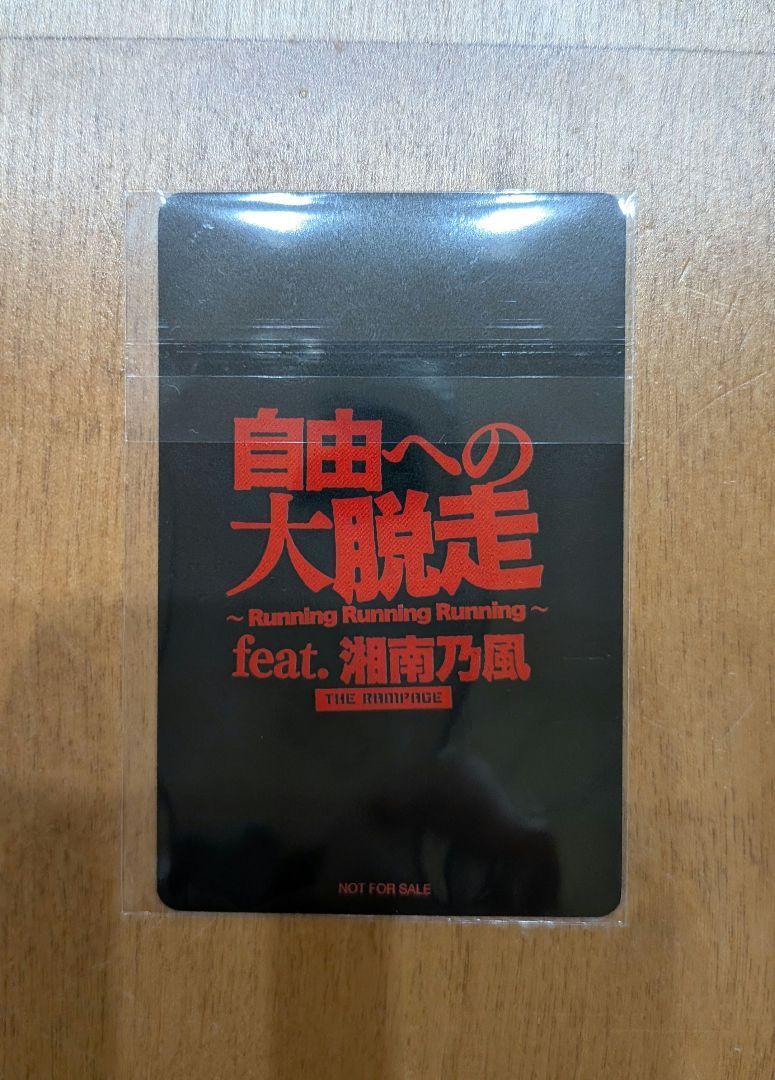 自由への
大脱走
~ Running Running Running ~
feat. 湘南乃風
THE RAMPAGE
NOT FOR SALE